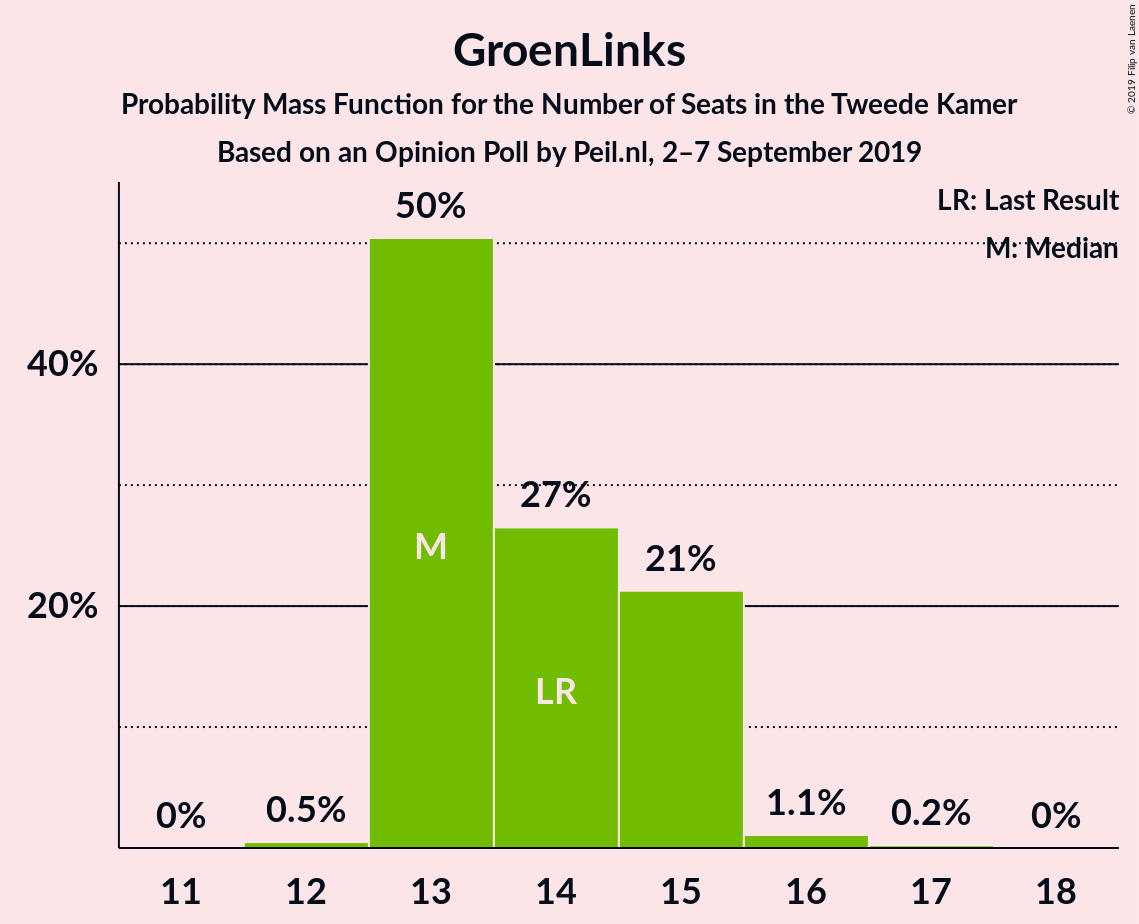 GroenLinks
Probability Mass Function for the Number of Seats in the Tweede Kamer
Based on an Opinion Poll by Peil.nl, 2–7 September 2019
© 2019 Filip van Laenen
LR: Last Result
M: Median
50%
40%
27%
M
21%
20%
LR
0%
0.5%
1.1%
0.2%
0%
11 12 13 14 15 16 17 18